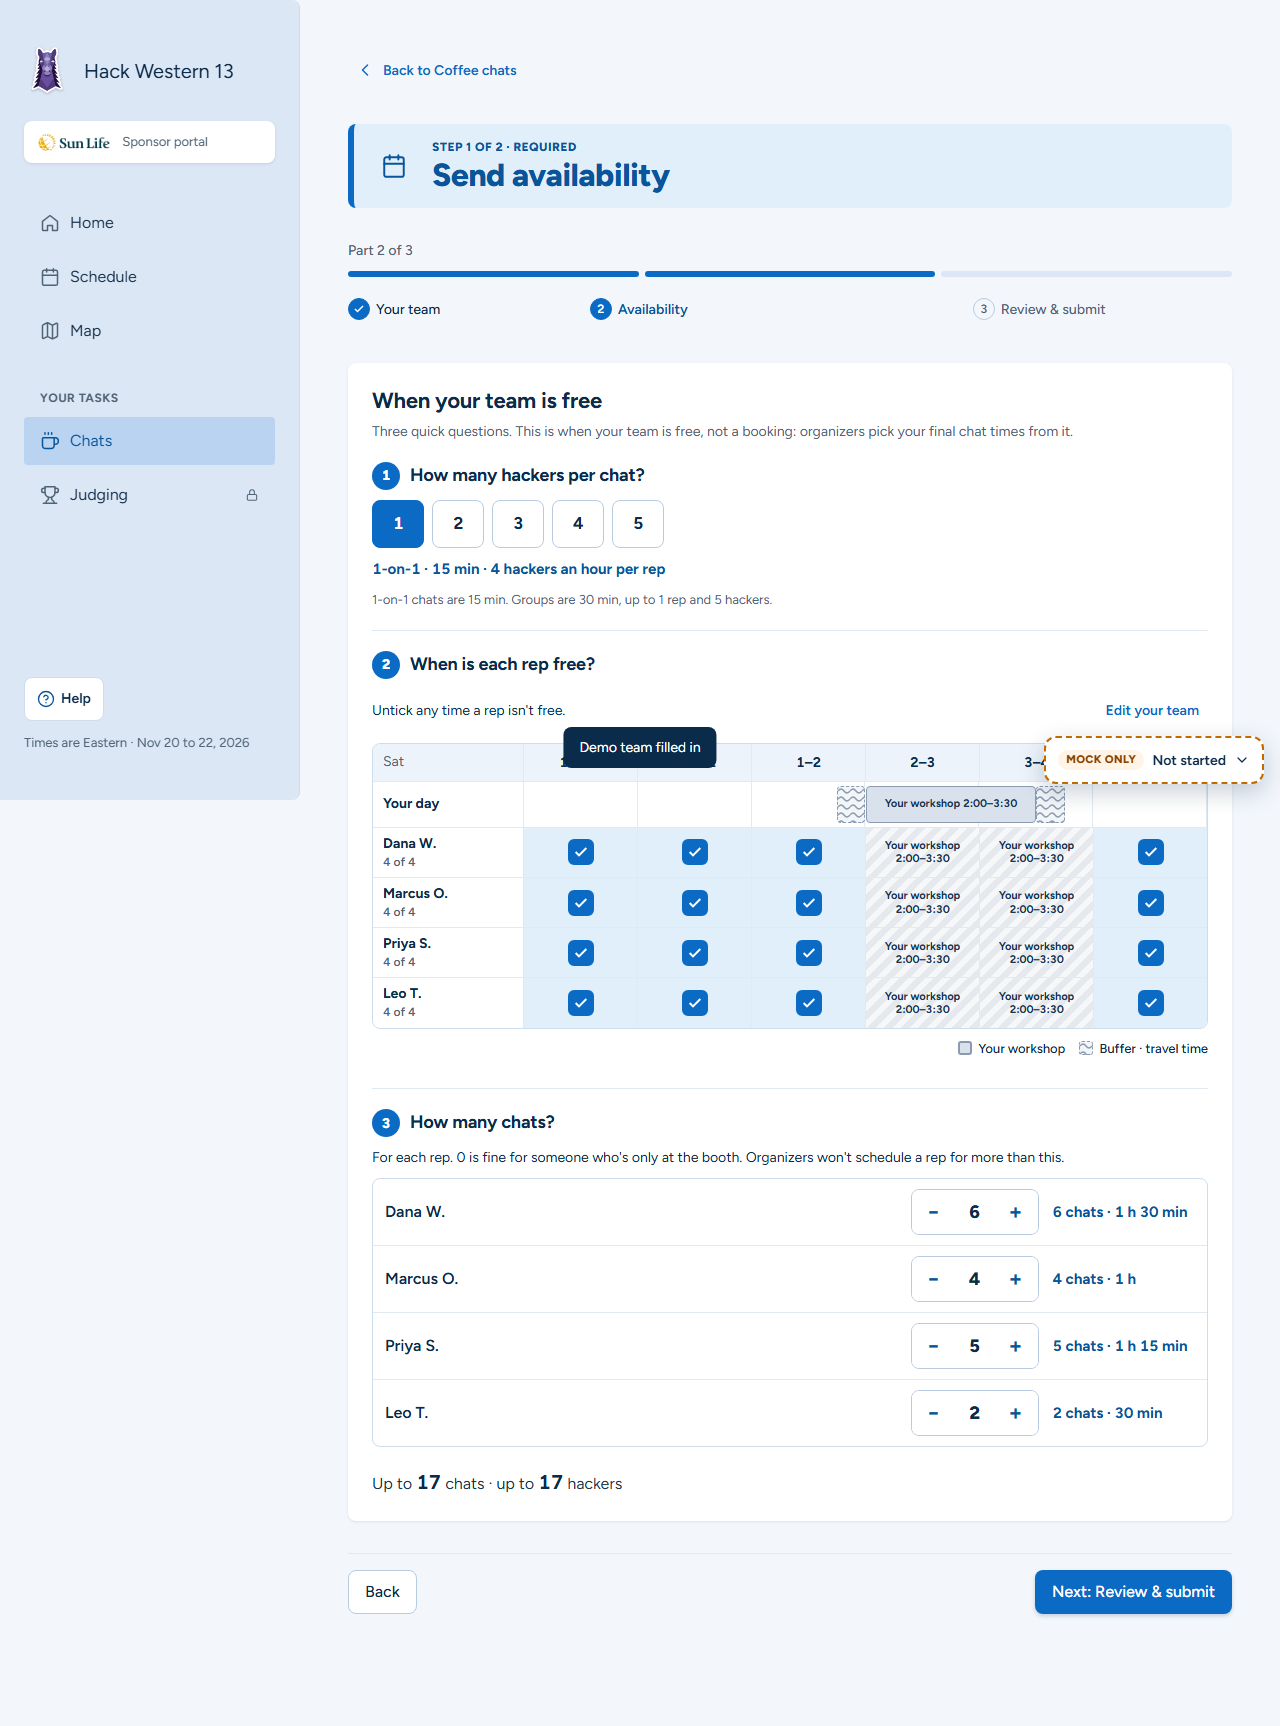 Hack Western 13
Sun Life Sponsor portal
Home
Schedule
Map
YOUR TASKS
Chats
Judging
Help
Times are Eastern · Nov 20 to 22, 2026
Back to Coffee chats
STEP 1 OF 2 · REQUIRED
Send availability
Part 2 of 3
Your team
2 Availability
3 Review & submit
When your team is free
Three quick questions. This is when your team is free, not a booking: organizers pick your final chat times from it.
1 How many hackers per chat?
1 2 3 4 5
1-on-1 · 15 min · 4 hackers an hour per rep
1-on-1 chats are 15 min. Groups are 30 min, up to 1 rep and 5 hackers.
2 When is each rep free?
Untick any time a rep isn't free.
Edit your team
Demo team filled in
MOCK ONLY Not started
Sat 1–2 2–3
Your day Your workshop 2:00–3:30
Dana W.
4 of 4
Your workshop
2:00–3:30
Your workshop
2:00–3:30
Marcus O.
4 of 4
Your workshop
2:00–3:30
Your workshop
2:00–3:30
Priya S.
4 of 4
Your workshop
2:00–3:30
Your workshop
2:00–3:30
Leo T.
4 of 4
Your workshop
2:00–3:30
Your workshop
2:00–3:30
Your workshop Buffer · travel time
3 How many chats?
For each rep. 0 is fine for someone who's only at the booth. Organizers won't schedule a rep for more than this.
Dana W. − 6 + 6 chats · 1 h 30 min
Marcus O. − 4 + 4 chats · 1 h
Priya S. − 5 + 5 chats · 1 h 15 min
Leo T. − 2 + 2 chats · 30 min
Up to 17 chats · up to 17 hackers
Back
Next: Review & submit